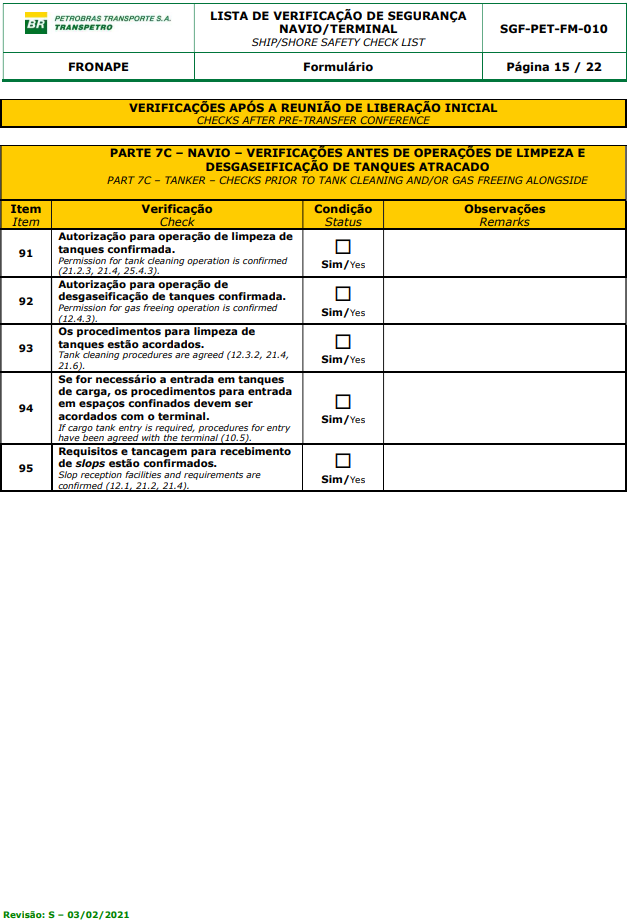 BR PETROBRAS TRANSPORTE S.A.
TRANSPETRO
LISTA DE VERIFICAÇÃO DE SEGURANÇA
NAVIO/TERMINAL
SHIP/SHORE SAFETY CHECK LIST
SGF-PET-FM-010
FRONAPE
Formulário
Página 15 / 22
VERIFICAÇÕES APÓS A REUNIÃO DE LIBERAÇÃO INICIAL
CHECKS AFTER PRE-TRANSFER CONFERENCE
PARTE 7C – NAVIO – VERIFICAÇÕES ANTES DE OPERAÇÕES DE LIMPEZA E
DESGASEIFICAÇÃO DE TANQUES ATRACADO
PART 7C – TANKER – CHECKS PRIOR TO TANK CLEANING AND/OR GAS FREEING ALONGSIDE
Item
Item
Verificação
Check
Condição
Status
Observações
Remarks
91
Autorização para operação de limpeza de
tanques confirmada.
Permission for tank cleaning operation is confirmed
(21.2.3, 21.4, 25.4.3).
☐
Sim/Yes
92
Autorização para operação de
desgaseificação de tanques confirmada.
Permission for gas freeing operation is confirmed
(12.4.3).
☐
Sim/Yes
93
Os procedimentos para limpeza de
tanques estão acordados.
Tank cleaning procedures are agreed (12.3.2, 21.4,
21.6).
☐
Sim/Yes
94
Se for necessário a entrada em tanques
de carga, os procedimentos para entrada
em espaços confinados devem ser
acordados com o terminal.
If cargo tank entry is required, procedures for entry
have been agreed with the terminal (10.5).
☐
Sim/Yes
95
Requisitos e tancagem para recebimento
de slops estão confirmados.
Slop reception facilities and requirements are
confirmed (12.1, 21.2, 21.4).
☐
Sim/Yes
Revisão: S – 03/02/2021